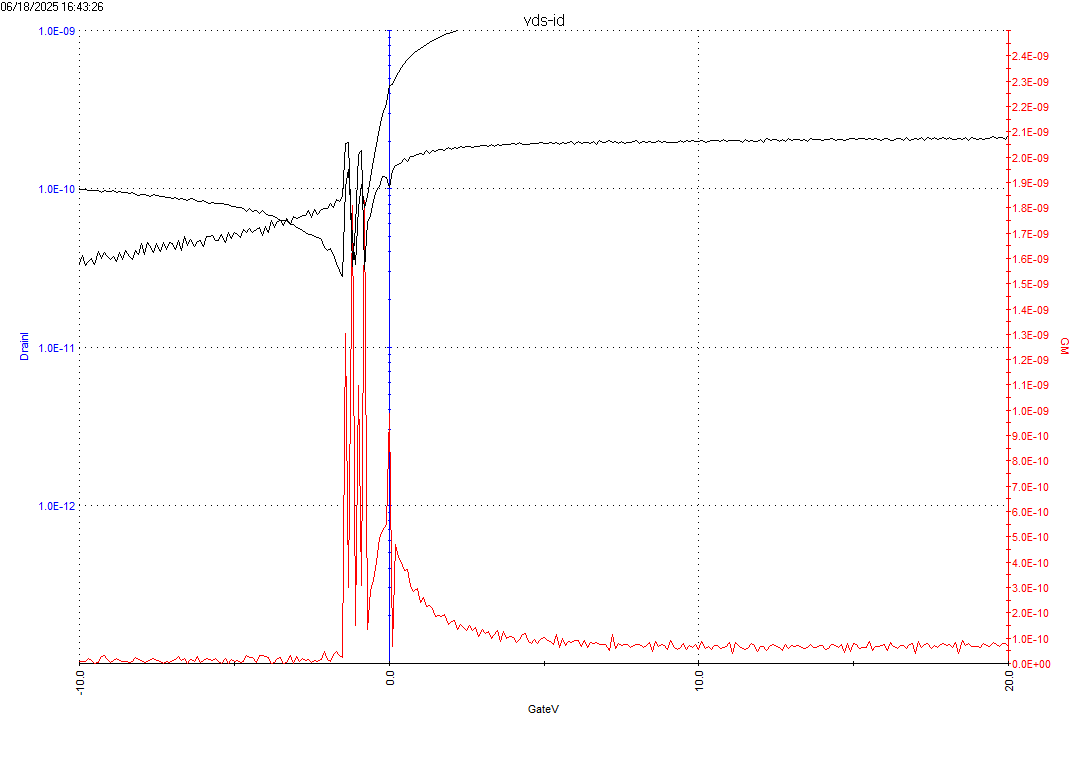 06/18/2025 16:43:26
vds-id
1.0E-09
1.0E-10
1.0E-11
1.0E-12
DrainI
2.4E-09
2.3E-09
2.2E-09
2.1E-09
2.0E-09
1.9E-09
1.8E-09
1.7E-09
1.6E-09
1.5E-09
1.4E-09
1.3E-09
1.2E-09
1.1E-09
1.0E-09
9.0E-10
8.0E-10
7.0E-10
6.0E-10
5.0E-10
4.0E-10
3.0E-10
2.0E-10
1.0E-10
0.0E+00
GM
-10.0
0.0
10.0
20.0
GateV